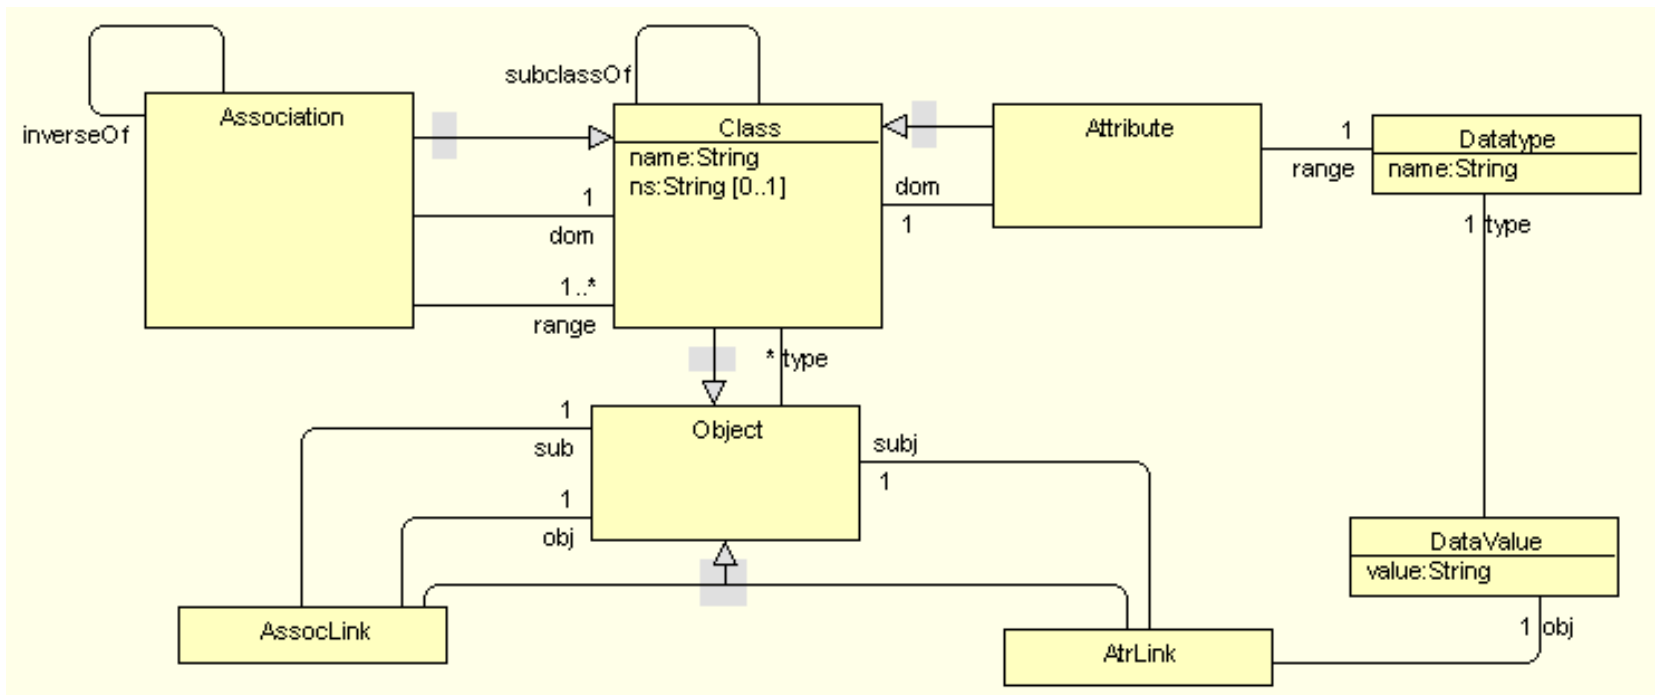 subclassOf
inverseOf
Association
Class
name:String
ns:String [0..1]
Attribute
1
range
Datatype
name:String
1
dom
dom
1
1 type
1..*
range
* type
1
sub
Object
subj
1
1
obj
DataValue
value:String
AssocLink
AtrLink
1 obj